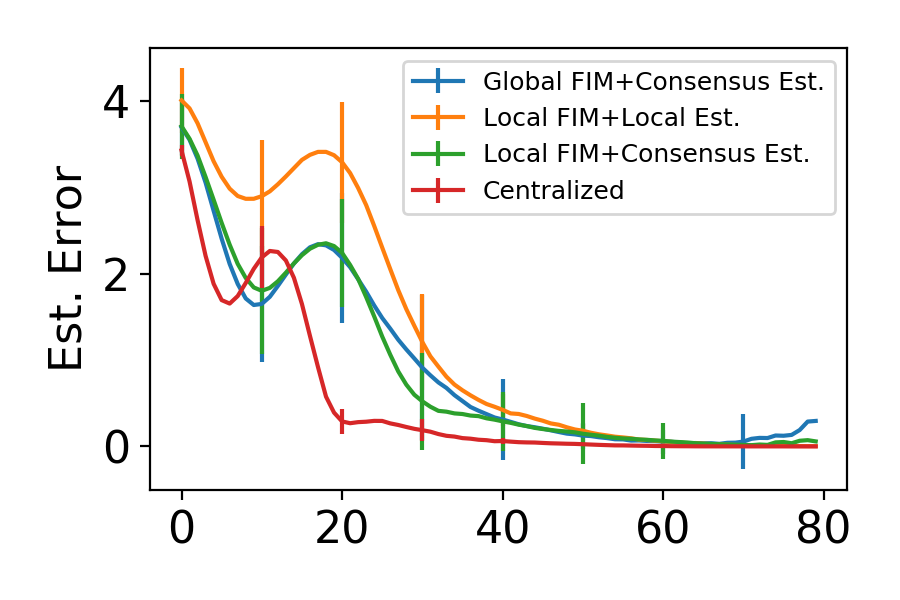 Est. Error
4
2
0
Global FIM+Consensus Est.
Local FIM+Local Est.
Local FIM+Consensus Est.
Centralized
0 20 40 60 80